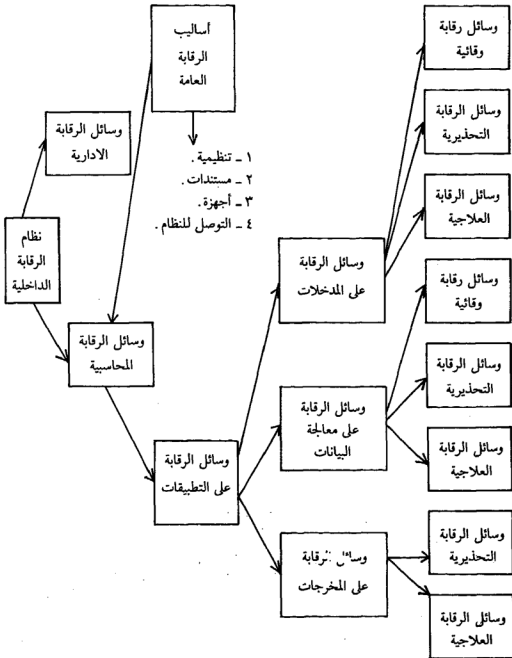 أساليب
الرقابة
العامة
١ ـ تنظيمية .
٢ ـ مستندات .
٣ ـ أجهزة .
٤ ـ التوصل للنظام .
وسائل الرقابة
الادارية
نظام
الرقابة
الداخلية
وسائل الرقابة
المحاسبية
وسائل الرقابة
على التطبيقات
وسائل الرقابة
على المدخلات
وسائل رقابة
وقائية
وسائل الرقابة
التحذيرية
وسائل الرقابة
العلاجية
وسائل الرقابة
على معالجة
البيانات
وسائل رقابة
وقائية
وسائل الرقابة
التحذيرية
وسائل الرقابة
العلاجية
وسائل الرقابة
على المخرجات
وسائل الرقابة
التحذيرية
وسائل الرقابة
العلاجية